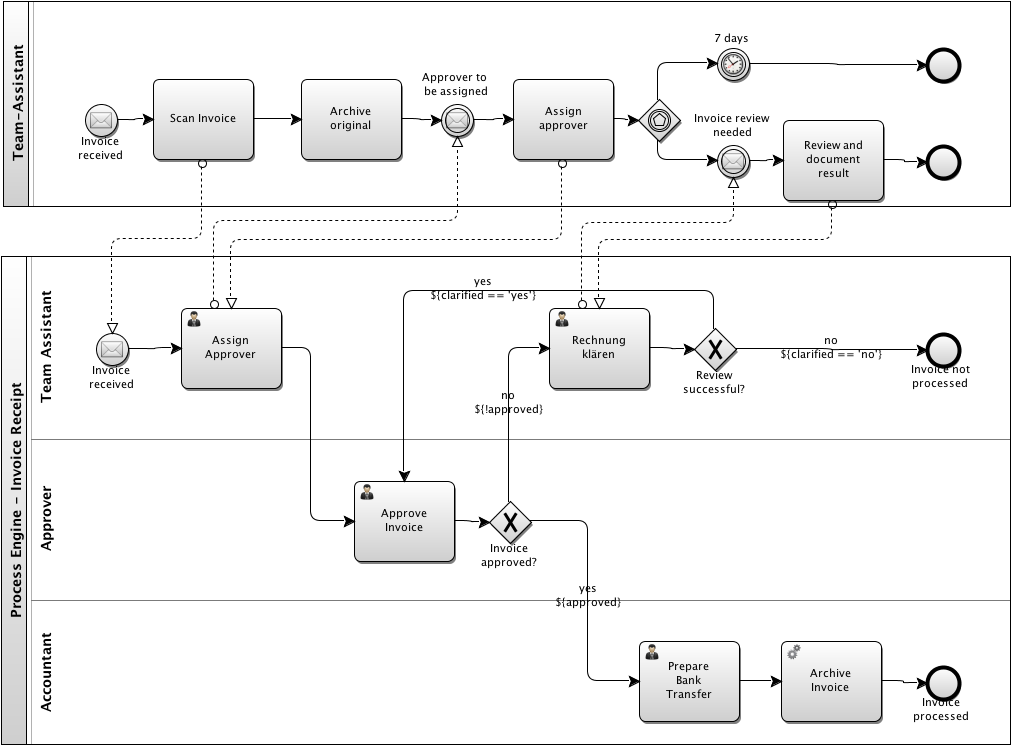 Team-Assistant
7 days
Approver to
be assigned
Scan Invoice
Archive
original
Assign
approver
Invoice review
needed
Invoice
received
Review and
document
result
Process Engine - Invoice Receipt
Team Assistant
yes
${clarified == 'yes'}
Assign
Approver
Rechnung
klären
no
${clarified == 'no'}
Invoice
received
Review
successful?
Invoice not
processed
no
${!approved}
Approver
Approve
Invoice
Invoice
approved?
yes
${approved}
Accountant
Prepare
Bank
Transfer
Archive
Invoice
Invoice
processed